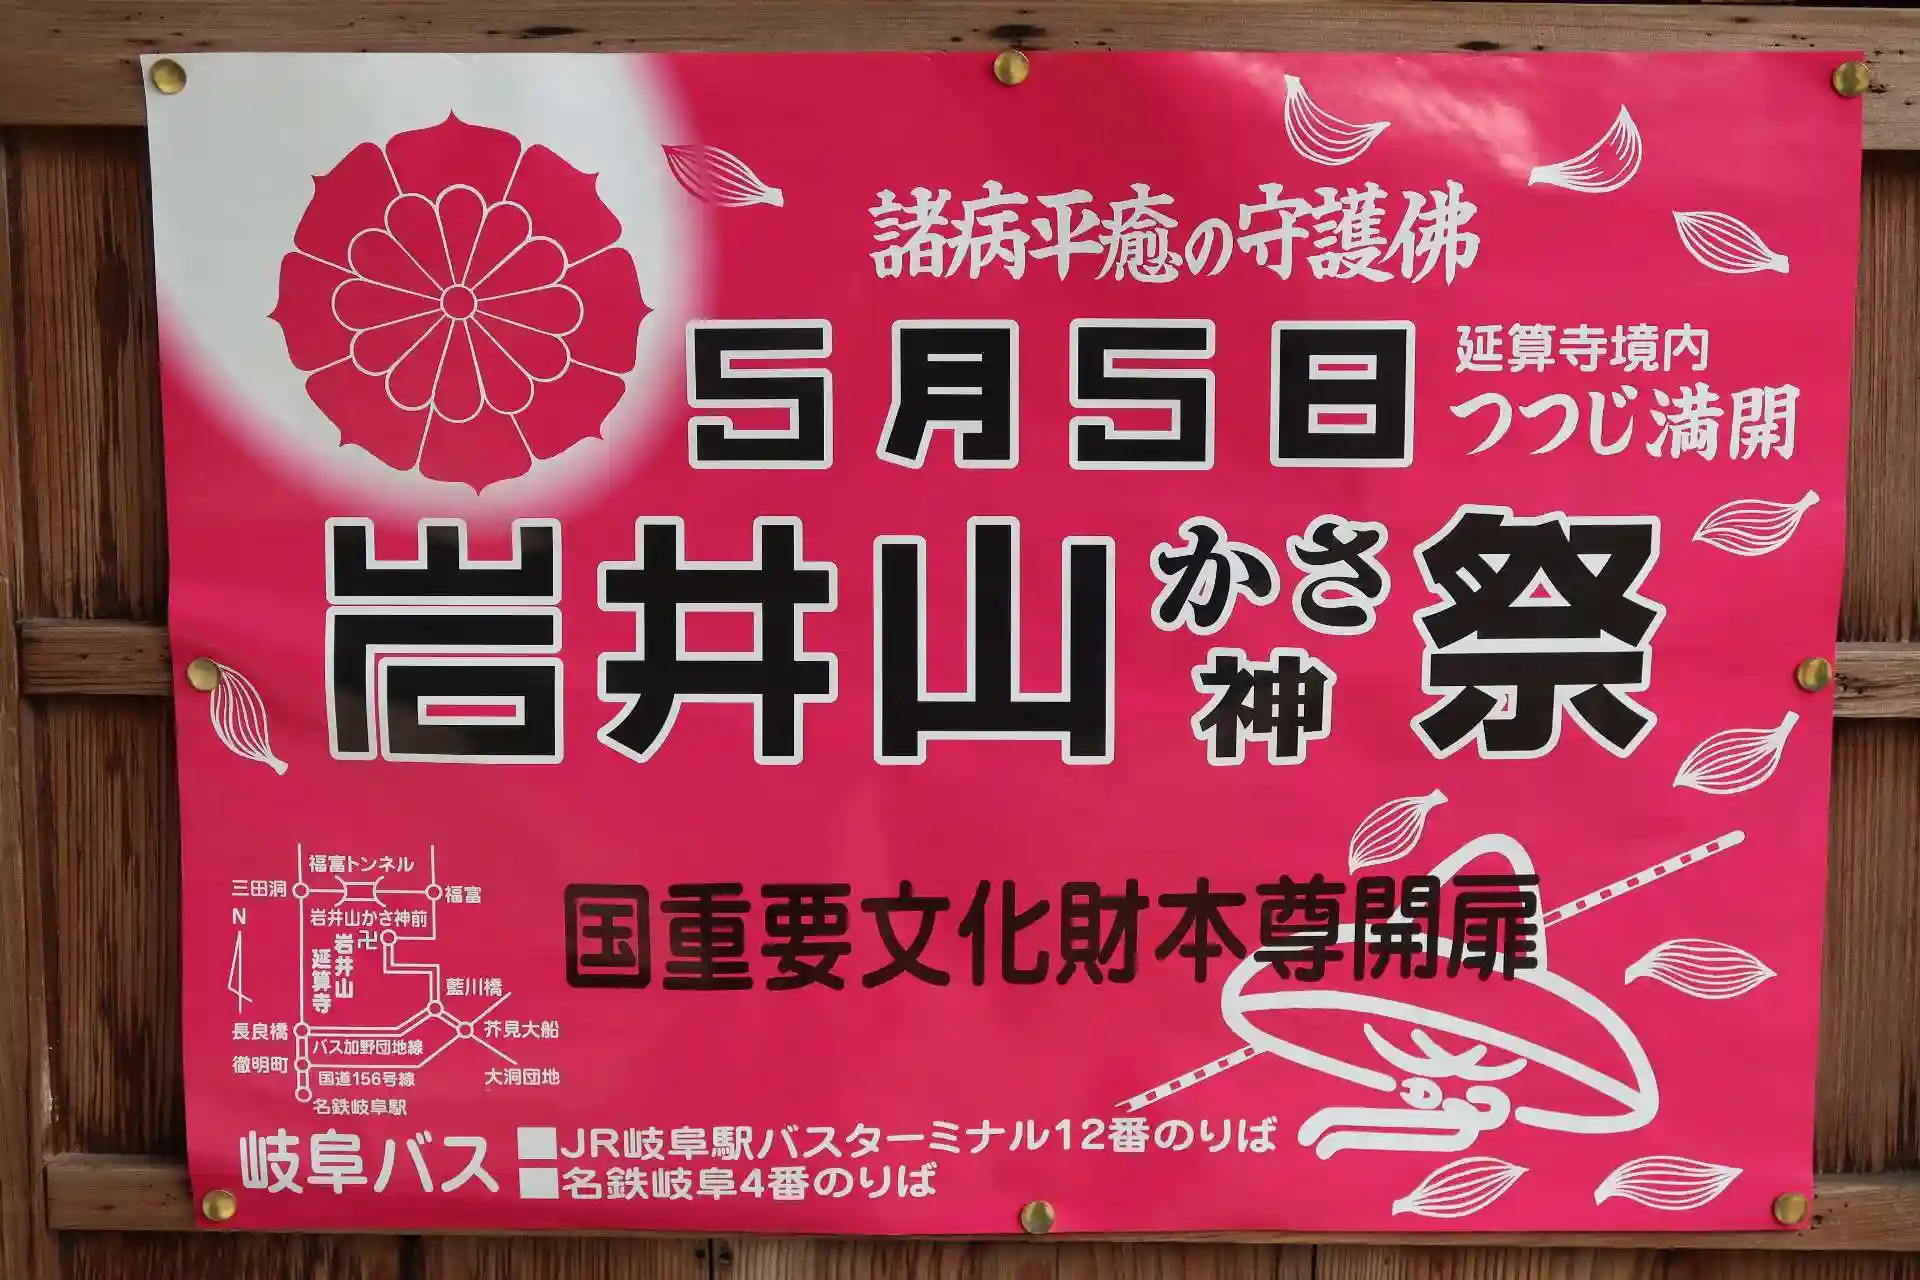 諸病平癒の守護佛
5月5日
延算寺境内
つつじ満開
岩井山かさ神祭
国重要文化財本尊開扉
福富トンネル
三田洞
福富
N
岩井山かさ神前
卍
岩井山
延算寺
藍川橋
長良橋
芥見大船
バス加野団地線
徹明町
国道156号線
大洞団地
名鉄岐阜駅
岐阜バス
■JR岐阜駅バスターミナル12番のりば
■名鉄岐阜4番のりば